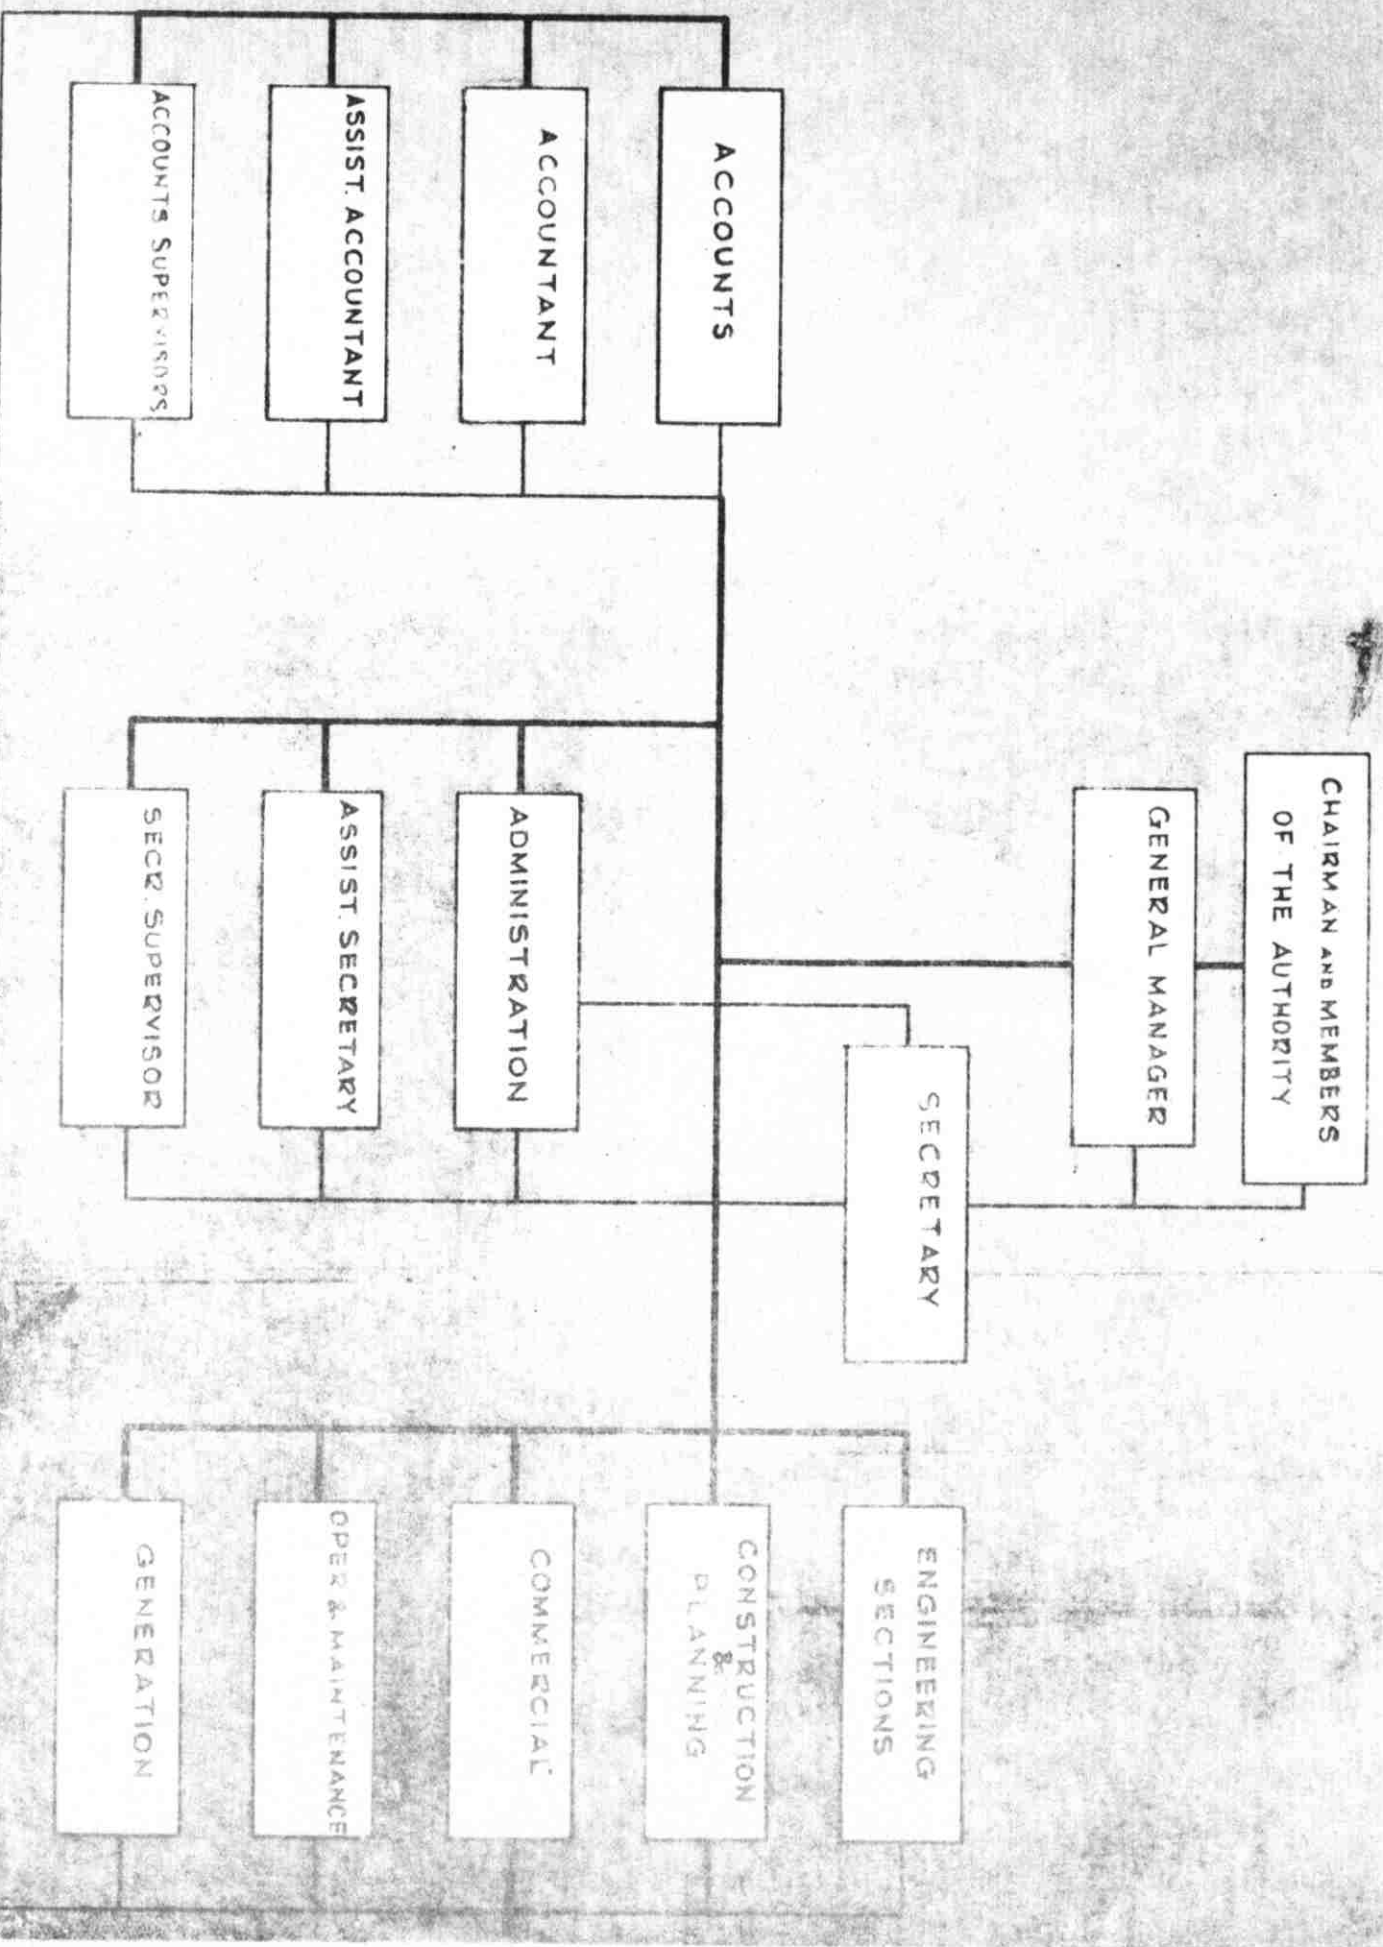 CHAIRMAN AND MEMBERS
OF THE AUTHORITY
GENERAL MANAGER
SECRETARY
ACCOUNTS
ACCOUNTANT
ASSIST. ACCOUNTANT
ACCOUNTS SUPERVISORS
ADMINISTRATION
ASSIST. SECRETARY
SECR. SUPERVISOR
ENGINEERING
SECTIONS
CONSTRUCTION
&
PLANNING
COMMERCIAL
OPER & MAINTENANCE
GENERATION